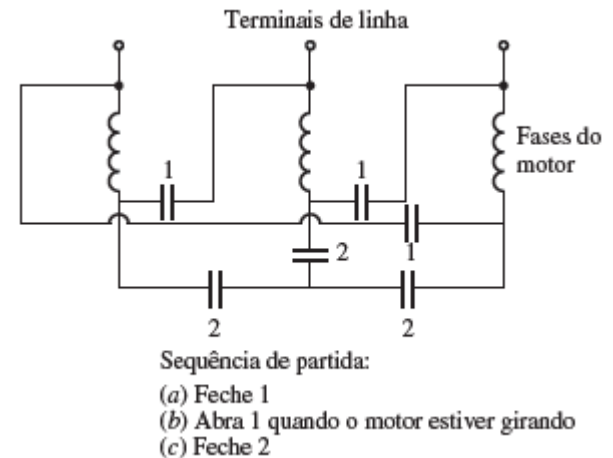 Terminais de linha
Fases do
motor
1
1
1
2
2
2
Sequência de partida:
(a) Feche 1
(b) Abra 1 quando o motor estiver girando
(c) Feche 2